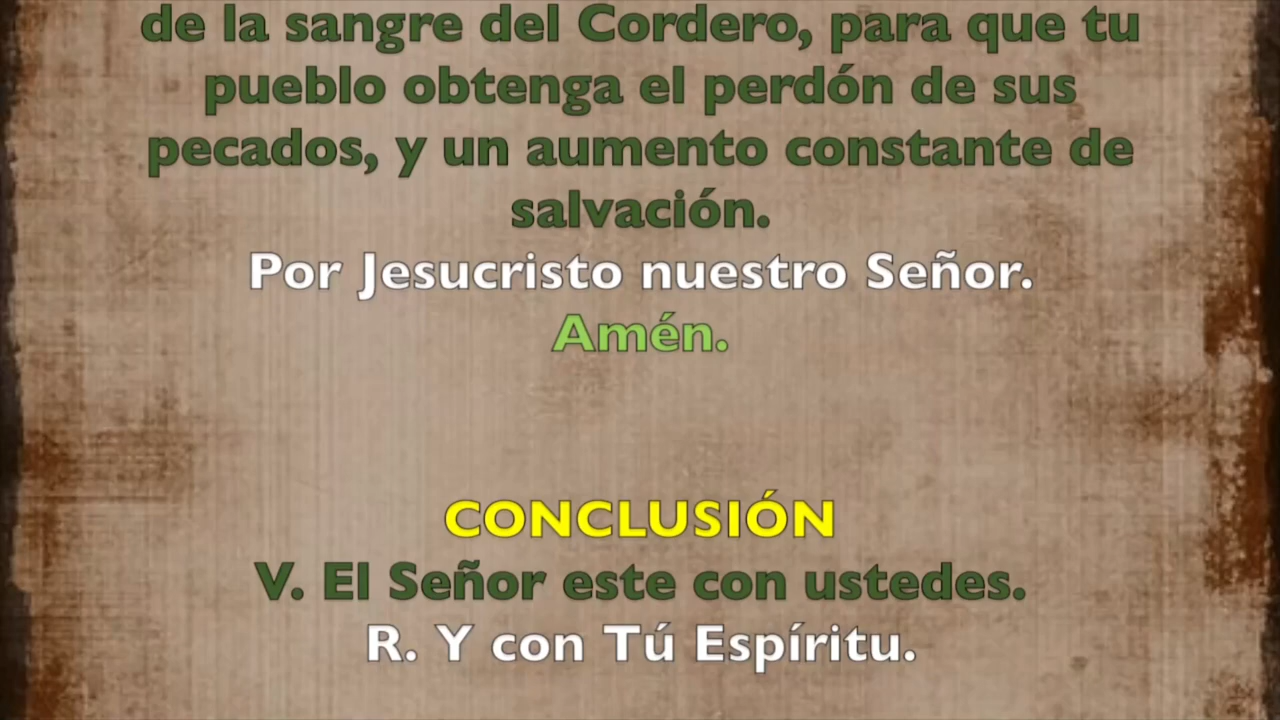 de la sangre del Cordero, para que tu
pueblo obtenga el perdón de sus
pecados, y un aumento constante de
salvación.
Por Jesucristo nuestro Señor.
Amén.
CONCLUSIÓN
V. El Señor este con ustedes.
R. Y con Tú Espíritu.